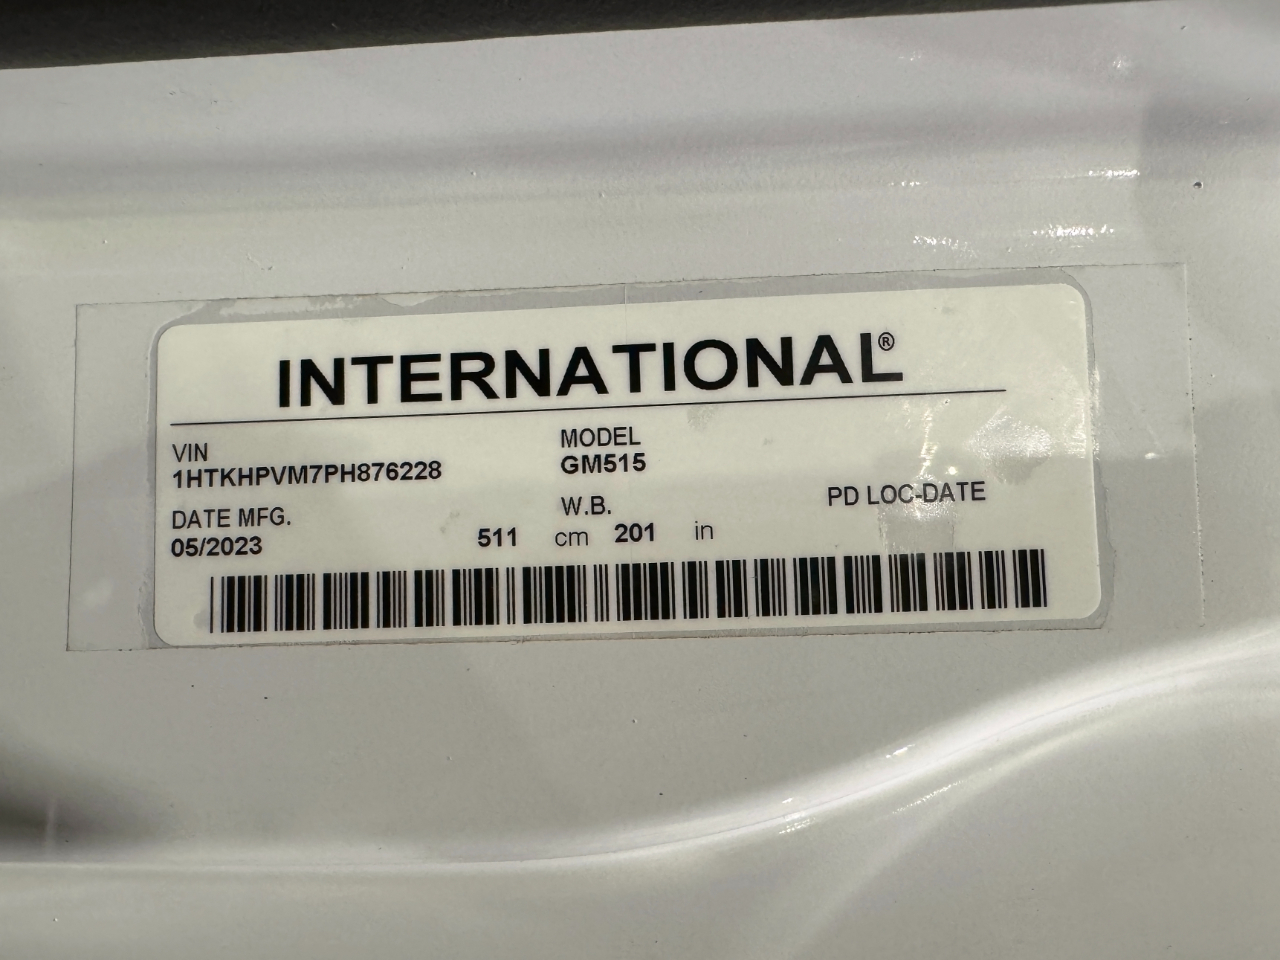 INTERNATIONAL®
VIN
1HTKHPVM7PH876228
MODEL
GM515
DATE MFG.
05/2023
W.B.
511 cm 201 in
PD LOC-DATE